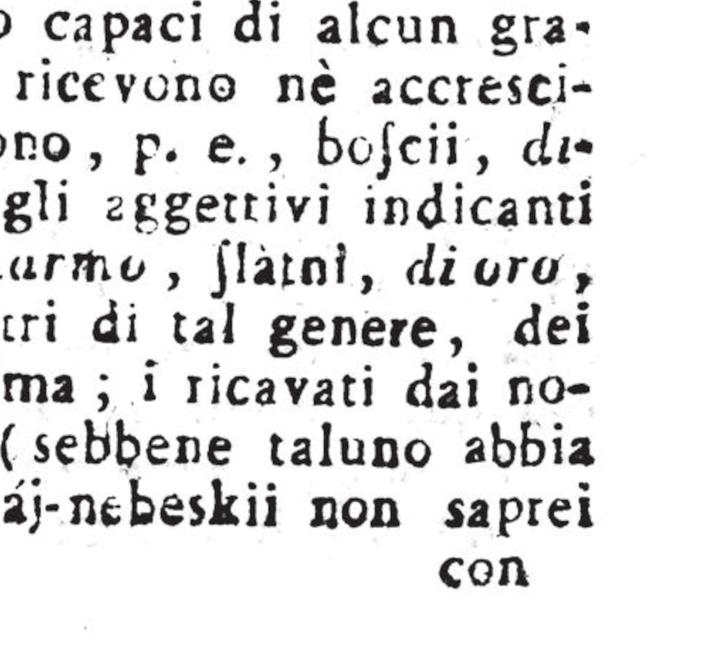 capaci di alcun gra-
ricevono nè accresci-
ono, p. e., boſcii, di-
gli aggettivi indicanti
armo, ſlàtni, di oro,
tri di tal genere, dei
ma; i ricavati dai no-
(sebbene taluno abbia
áj-nebeskii non saprei
con